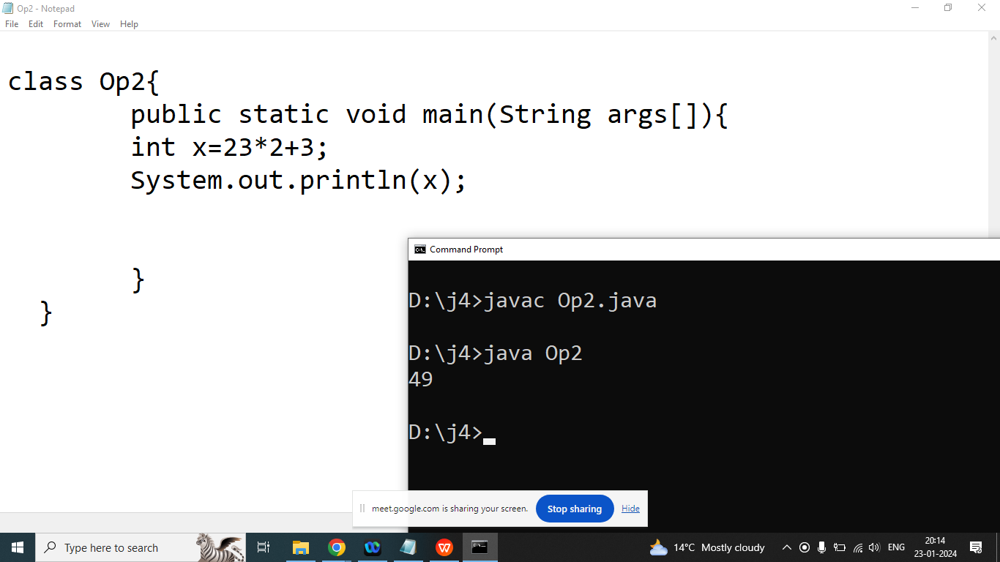 Op2 - Notepad
File Edit Format View Help
class Op2{
public static void main(String args[]){
int x=23*2+3;
System.out.println(x);
}
}
Command Prompt
D:\j4>javac Op2.java
D:\j4>java Op2
49
D:\j4>
meet.google.com is sharing your screen. Stop sharing Hide
Type here to search
14°C Mostly cloudy
ENG
20:14
23-01-2024